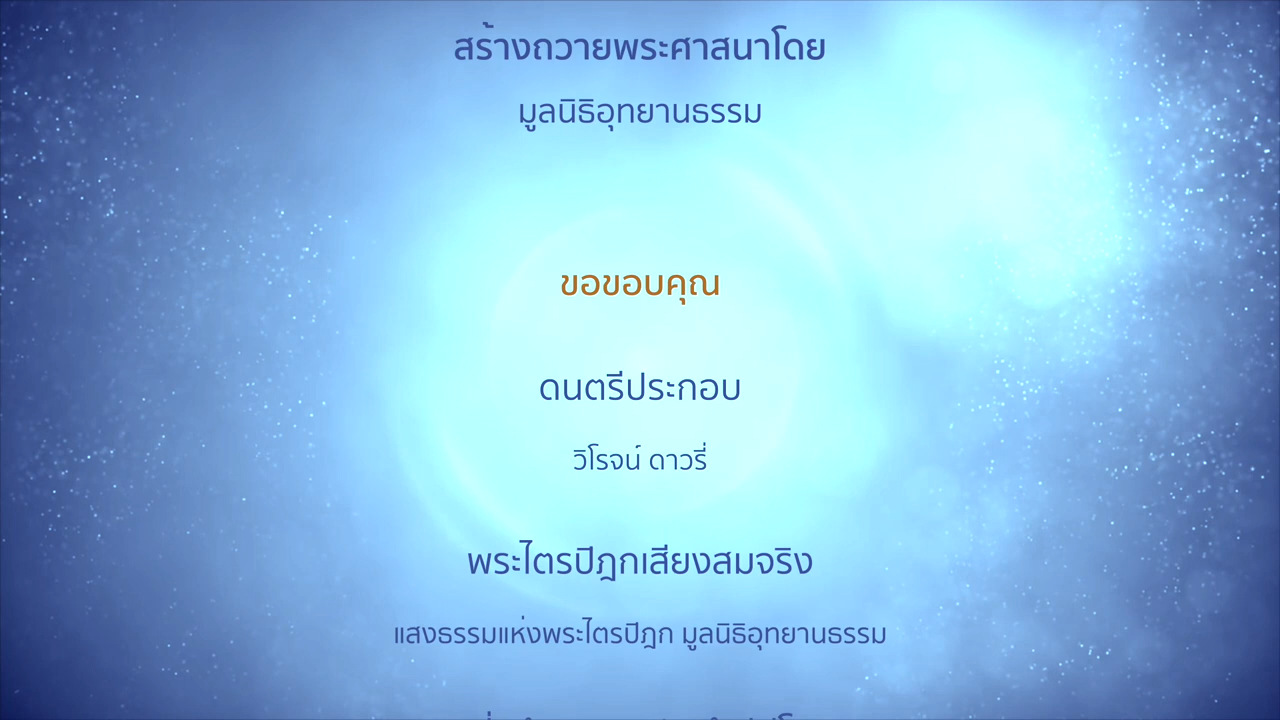 สร้างถวายพระศาสนาโดย
มูลนิธิอุทยานธรรม
ขอขอบคุณ
ดนตรีประกอบ
วิโรจน์ ดาวรี่
พระไตรปิฎกเสียงสมจริง
แสงธรรมแห่งพระไตรปิฎก มูลนิธิอุทยานธรรม